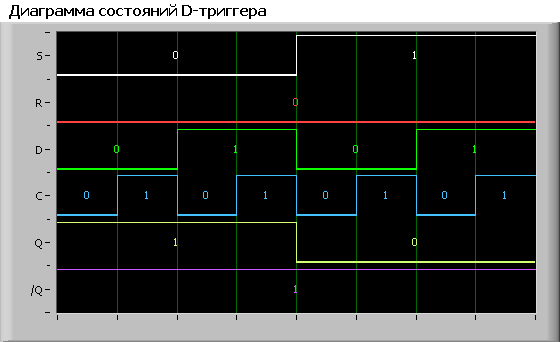 Диаграмма состояний D-триггера
S 0 1
R 0
D 0 1 0 1
C 0 1 0 1 0 1 0 1
Q 1 0
/Q 1